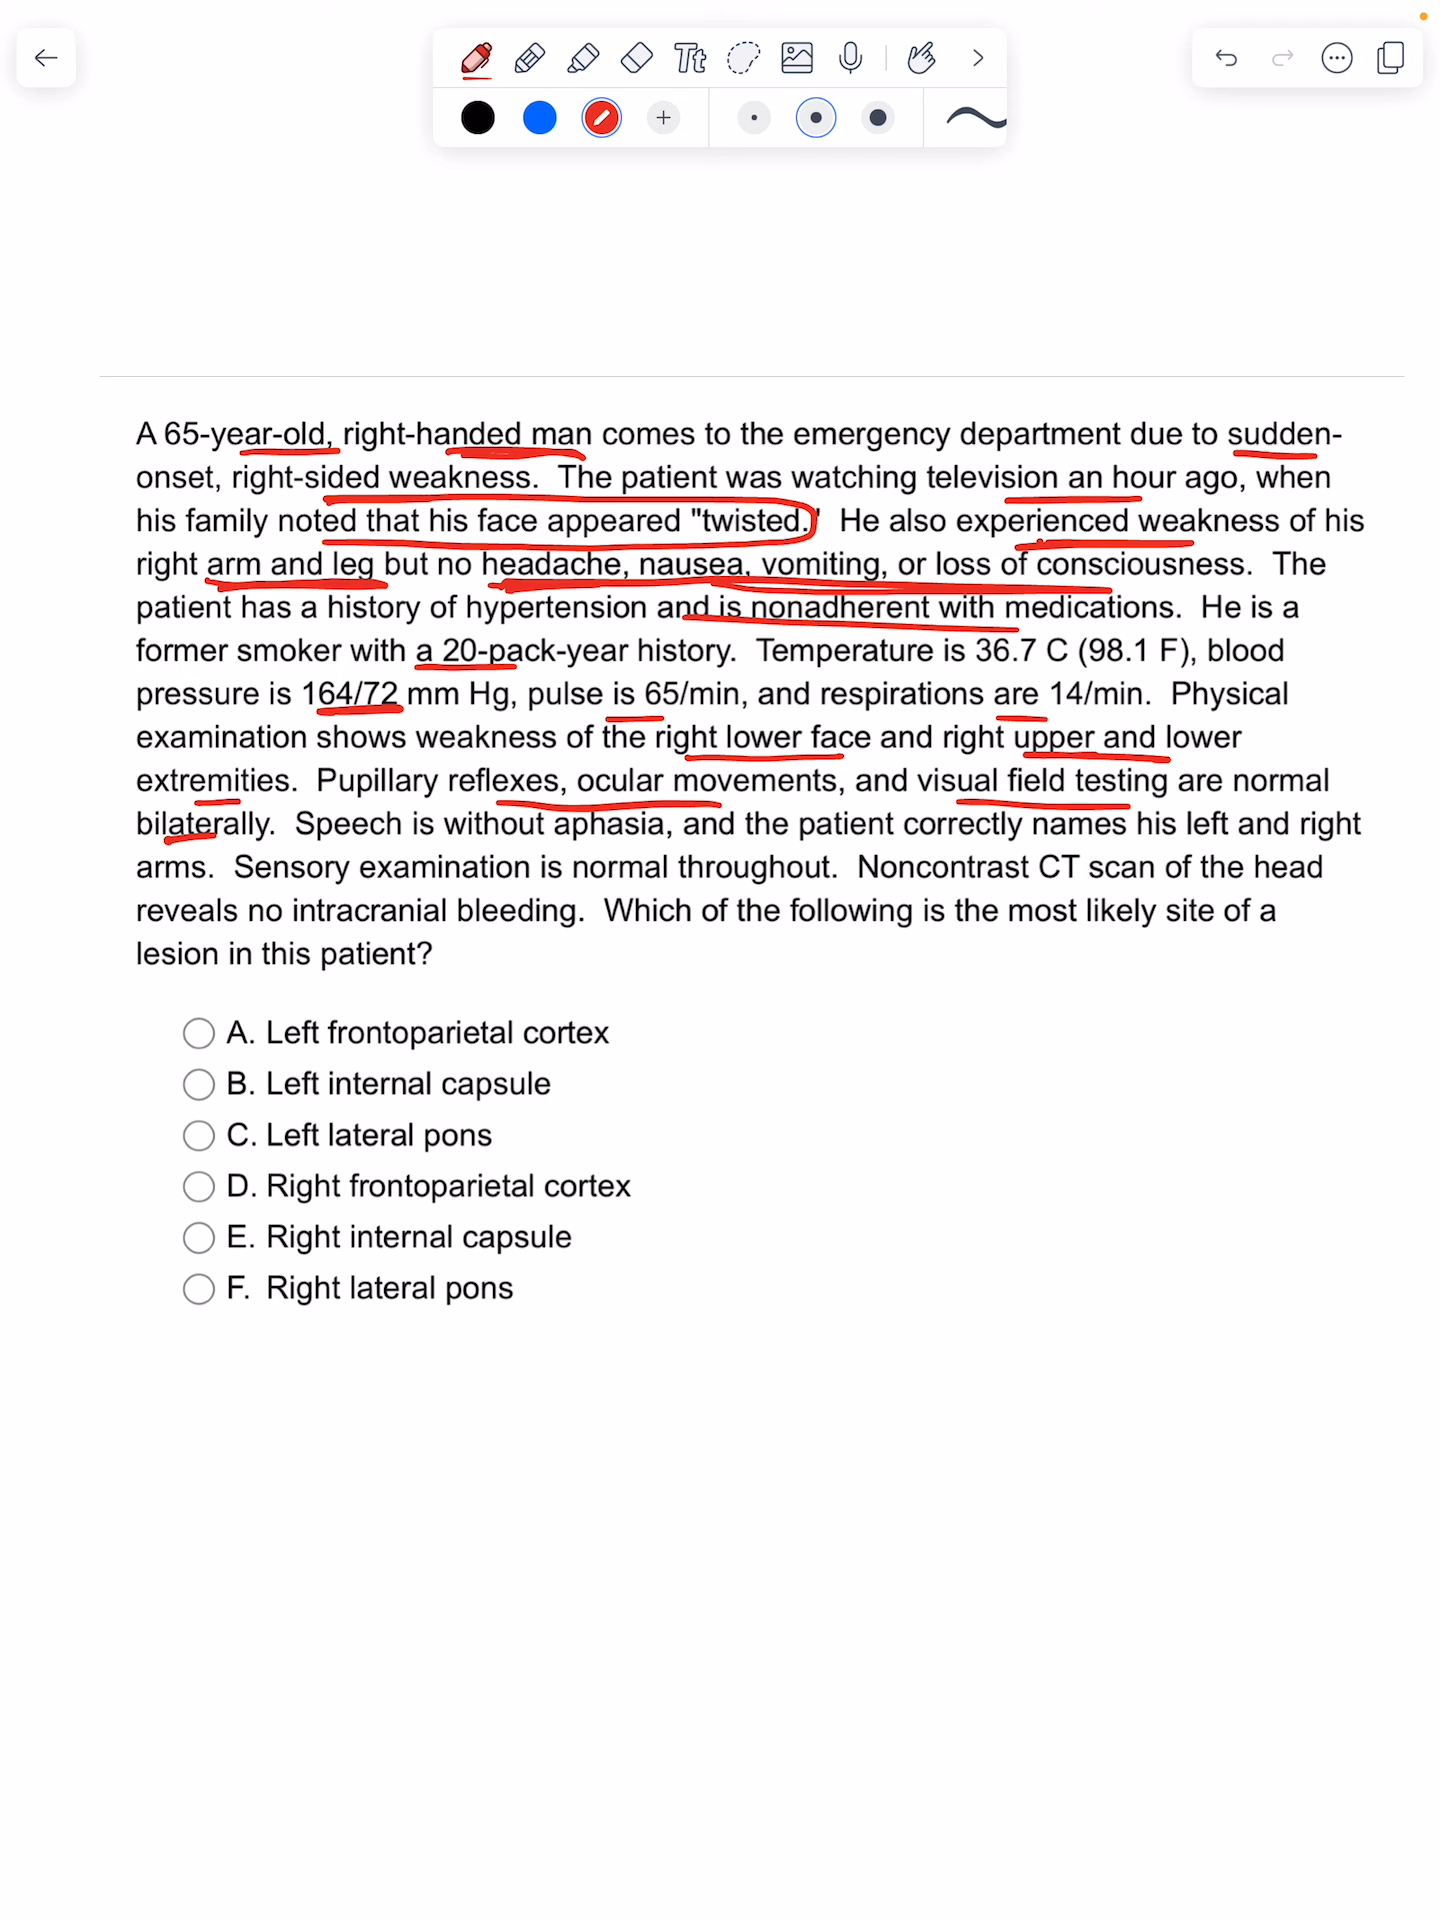 Tt
A 65-year-old, right-handed man comes to the emergency department due to sudden-
onset, right-sided weakness. The patient was watching television an hour ago, when
his family noted that his face appeared "twisted." He also experienced weakness of his
right arm and leg but no headache, nausea, vomiting, or loss of consciousness. The
patient has a history of hypertension and is nonadherent with medications. He is a
former smoker with a 20-pack-year history. Temperature is 36.7 C (98.1 F), blood
pressure is 164/72 mm Hg, pulse is 65/min, and respirations are 14/min. Physical
examination shows weakness of the right lower face and right upper and lower
extremities. Pupillary reflexes, ocular movements, and visual field testing are normal
bilaterally. Speech is without aphasia, and the patient correctly names his left and right
arms. Sensory examination is normal throughout. Noncontrast CT scan of the head
reveals no intracranial bleeding. Which of the following is the most likely site of a
lesion in this patient?
A. Left frontoparietal cortex
B. Left internal capsule
C. Left lateral pons
D. Right frontoparietal cortex
E. Right internal capsule
F. Right lateral pons